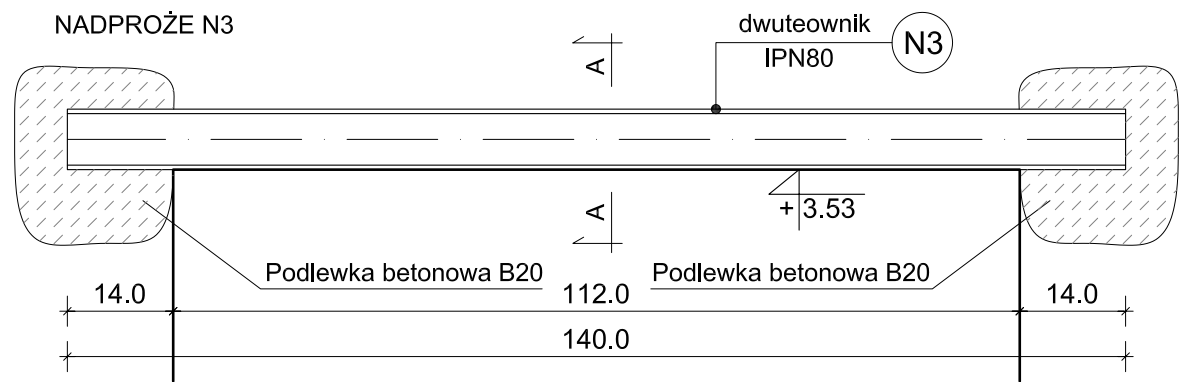 NADPROŻE N3
dwuteownik
IPN80
N3
A
A
+3.53
Podlewka betonowa B20
Podlewka betonowa B20
14.0
112.0
14.0
140.0